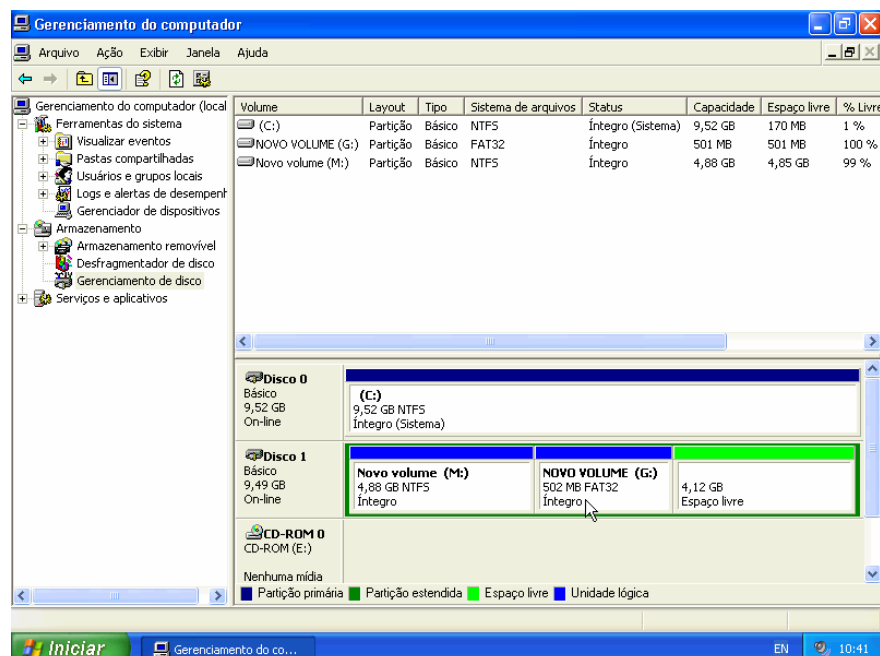 Gerenciamento do computador
Arquivo Ação Exibir Janela Ajuda
Gerenciamento do computador (local
Ferramentas do sistema
Visualizar eventos
Pastas compartilhadas
Usuários e grupos locais
Logs e alertas de desempenh
Gerenciador de dispositivos
Armazenamento
Armazenamento removível
Desfragmentador de disco
Gerenciamento de disco
Serviços e aplicativos
Volume Layout Tipo Sistema de arquivos Status Capacidade Espaço livre % Livre
(C:) Partição Básico NTFS Íntegro (Sistema) 9,52 GB 170 MB 1 %
NOVO VOLUME (G:) Partição Básico FAT32 Íntegro 501 MB 501 MB 100 %
Novo volume (M:) Partição Básico NTFS Íntegro 4,88 GB 4,85 GB 99 %
Disco 0
Básico
9,52 GB
On-line
(C:)
9,52 GB NTFS
Íntegro (Sistema)
Disco 1
Básico
9,49 GB
On-line
Novo volume (M:)
4,88 GB NTFS
Íntegro
NOVO VOLUME (G:)
502 MB FAT32
Íntegro
4,12 GB
Espaço livre
CD-ROM 0
CD-ROM (E:)
Nenhuma mídia
Partição primária Partição estendida Espaço livre Unidade lógica
Iniciar Gerenciamento do co... EN 10:41